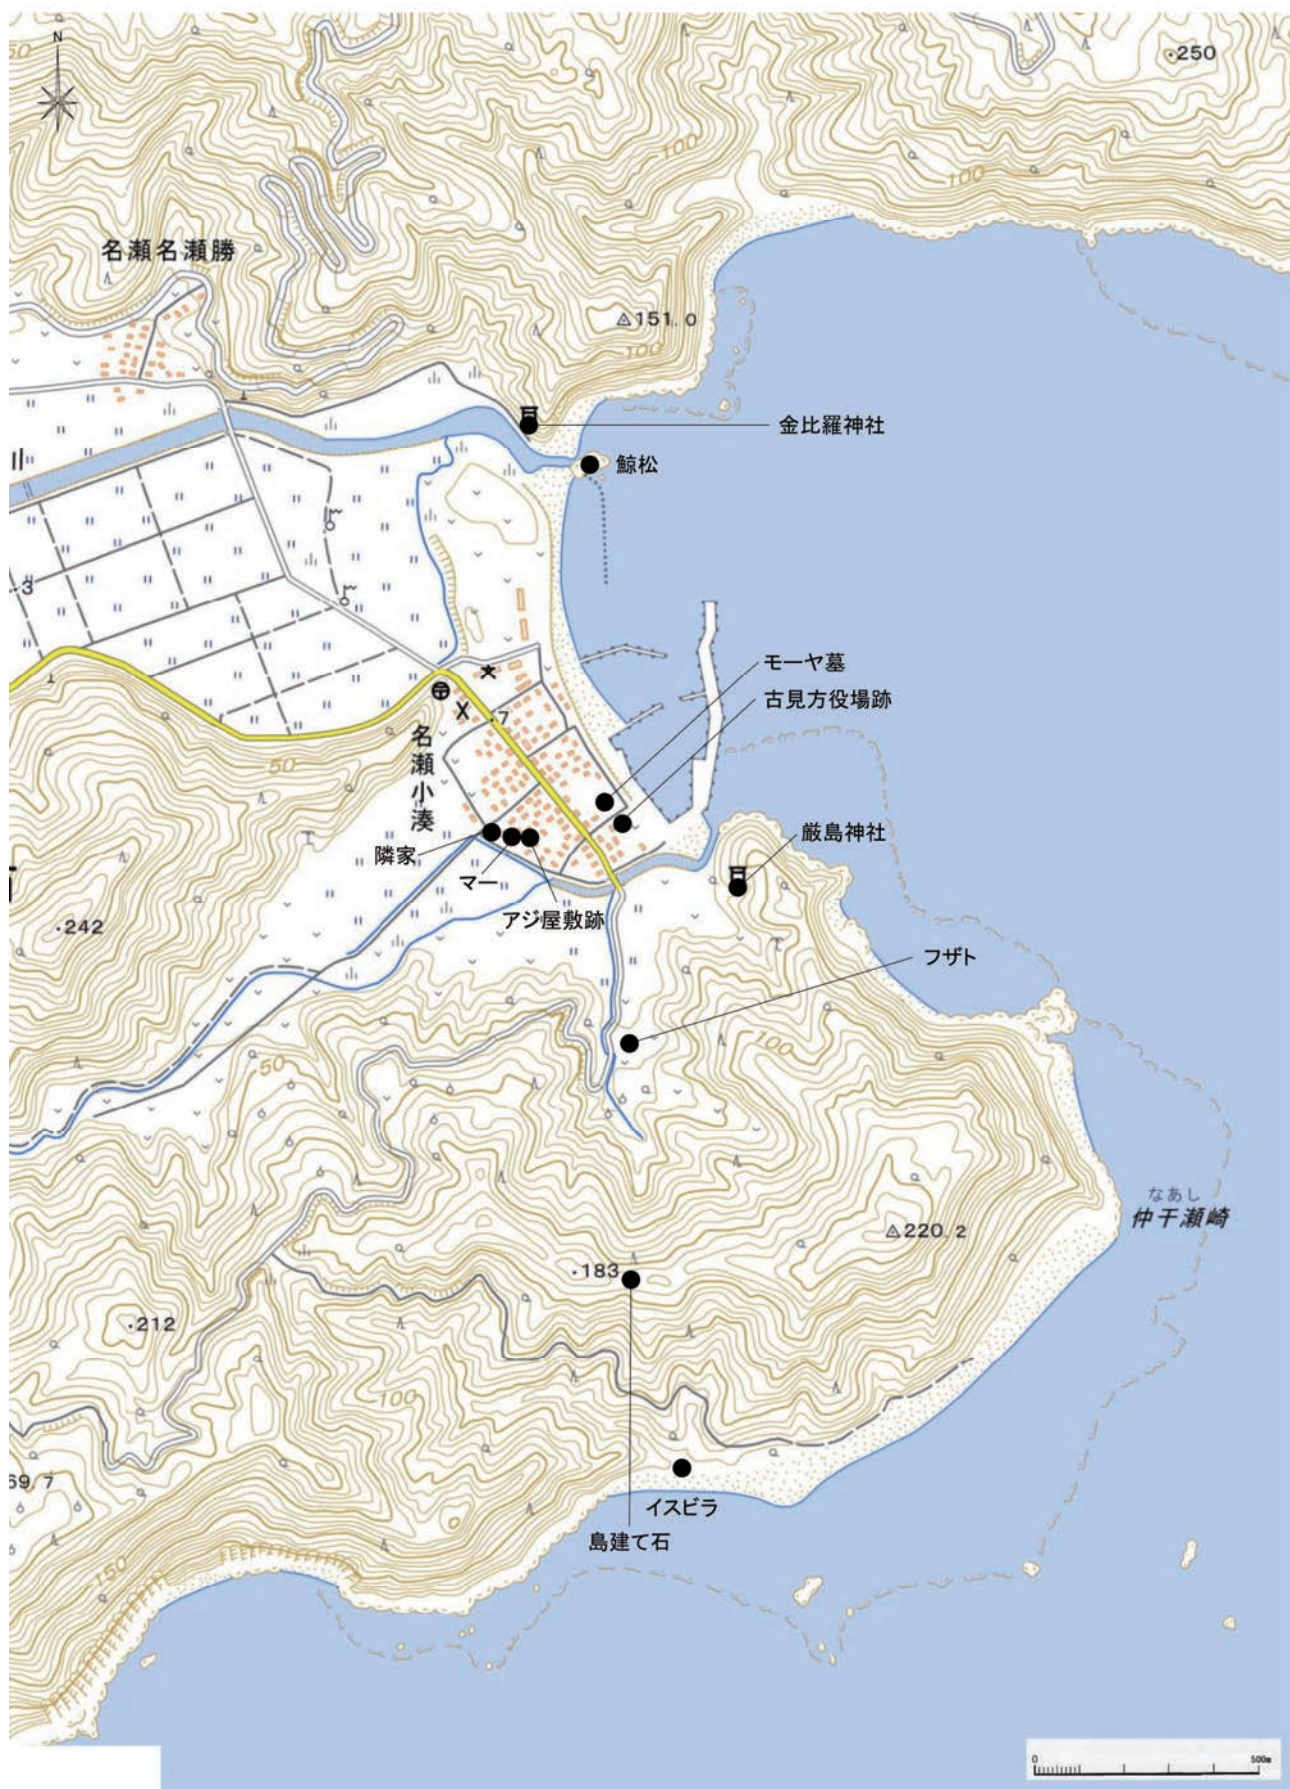 N
50
250
100
100
名瀬名瀬勝
151.0
100
金比羅神社
鯨松
川
3
モーヤ墓
古見方役場跡
7
名瀬小湊
50
厳島神社
隣家
マー
アジ屋敷跡
242
フザト
100
50
なあし
仲干瀬崎
220.2
183
212
100
69.7
イスビラ
島建て石
150
0
500m